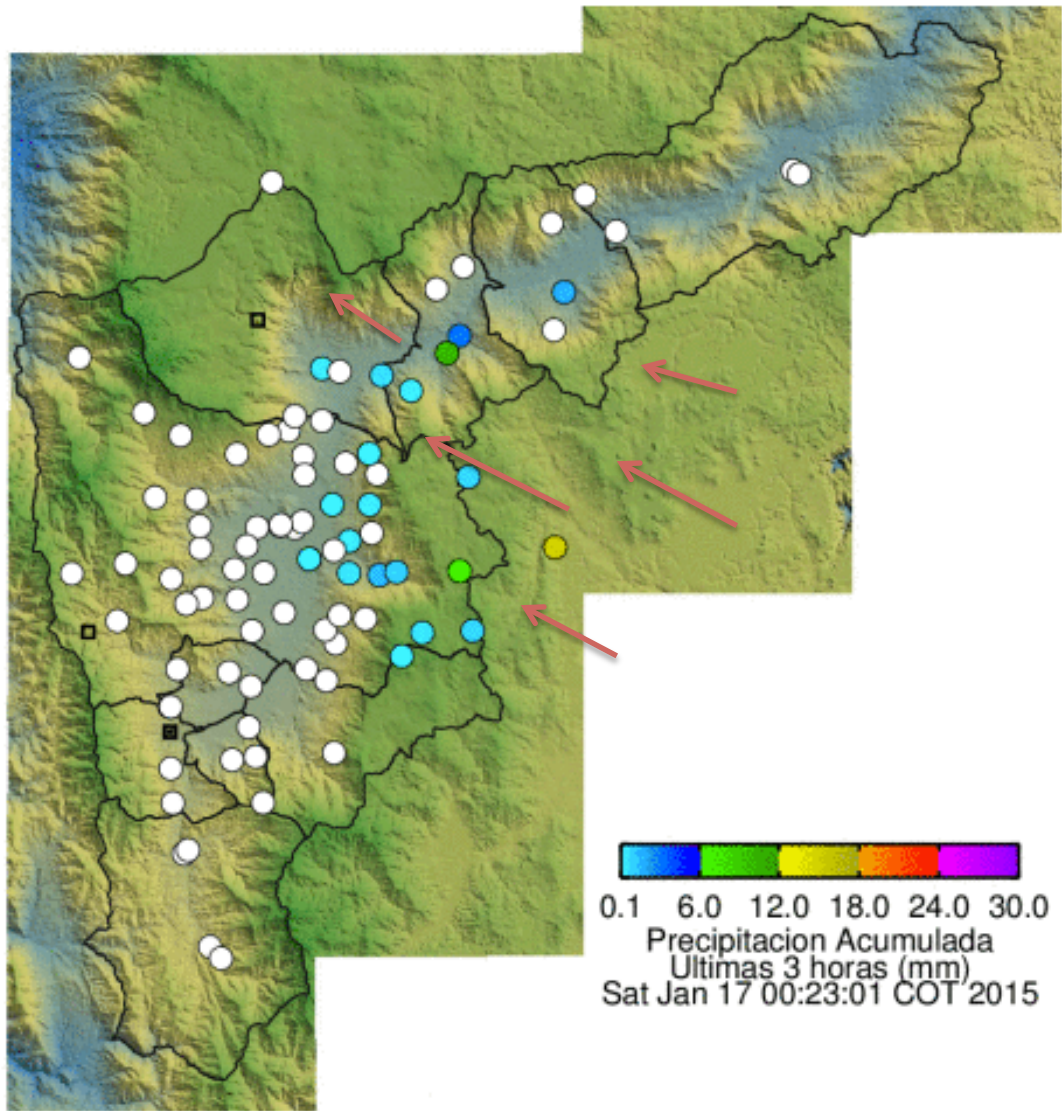 0.1 6.0 12.0 18.0 24.0 30.0
Precipitacion Acumulada
Ultimas 3 horas (mm)
Sat Jan 17 00:23:01 COT 2015